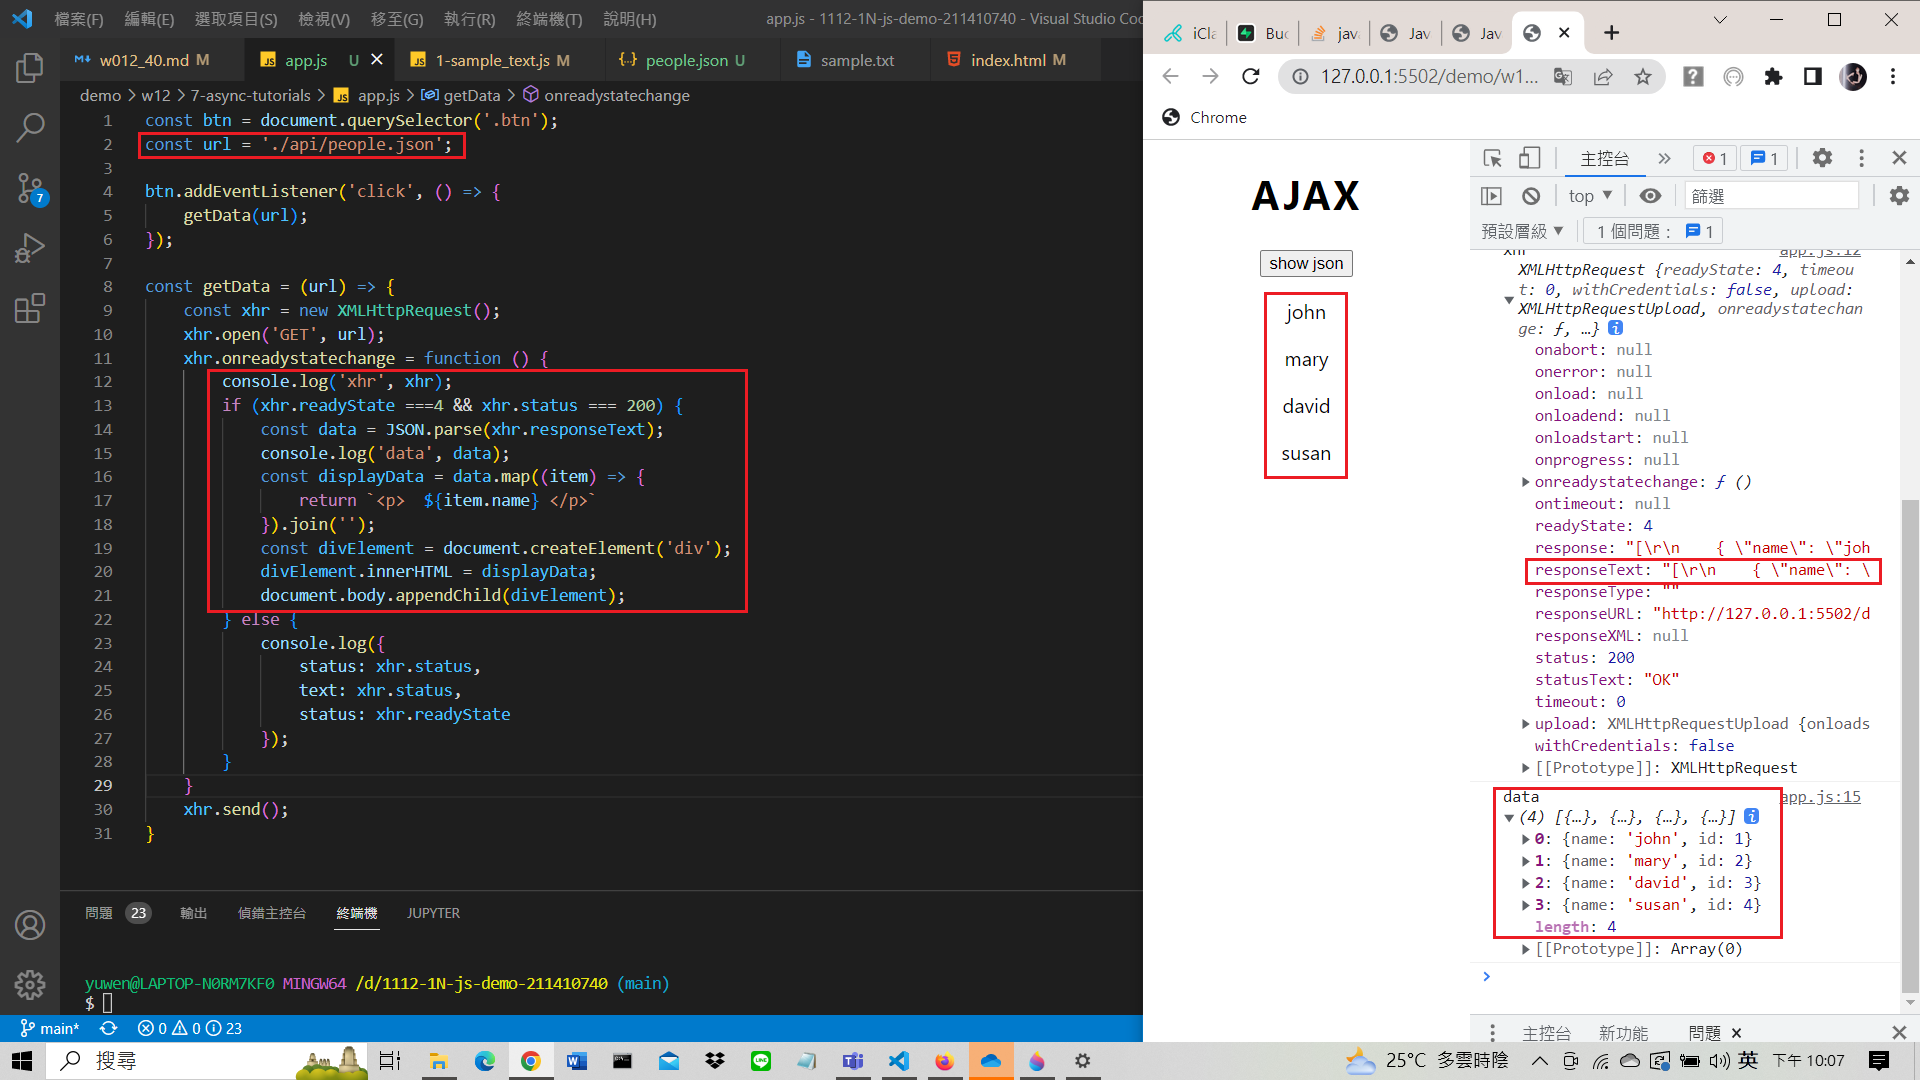 檔案(F) 編輯(E) 選取項目(S) 檢視(V) 移至(G) 執行(R) 終端機(T) 說明(H) app.js - 1112-1N-js-demo-211410740 - Visual Studio Co
w012_40.md M
app.js U
1-sample_text.js M
people.json U
sample.txt
index.html M
demo > w12 > 7-async-tutorials > app.js > getData > onreadystatechange
1 const btn = document.querySelector('.btn');
2 const url = './api/people.json';
3
4 btn.addEventListener('click', () => {
5 getData(url);
6 });
7
8 const getData = (url) => {
9 const xhr = new XMLHttpRequest();
10 xhr.open('GET', url);
11 xhr.onreadystatechange = function () {
12 console.log('xhr', xhr);
13 if (xhr.readyState ===4 && xhr.status === 200) {
14 const data = JSON.parse(xhr.responseText);
15 console.log('data', data);
16 const displayData = data.map((item) => {
17 return `<p>  ${item.name} </p>`
18 }).join('');
19 const divElement = document.createElement('div');
20 divElement.innerHTML = displayData;
21 document.body.appendChild(divElement);
22 } else {
23 console.log({
24 status: xhr.status,
25 text: xhr.status,
26 status: xhr.readyState
27 });
28 }
29 }
30 xhr.send();
31 }
問題 23 輸出 偵錯主控台 終端機 JUPYTER
yuwen@LAPTOP-N0RM7KF0 MINGW64 /d/1112-1N-js-demo-211410740 (main)
$
7
main* 0 0 23
iCla
Buc
java
Jav
Jav
127.0.0.1:5502/demo/w1...
Chrome
AJAX
show json
john
mary
david
susan
主控台 » 1 1
top ▼ 篩選
預設層級 ▼ 1 個問題： 1
xhr app.js:12
XMLHttpRequest {readyState: 4, timeou
t: 0, withCredentials: false, upload:
XMLHttpRequestUpload, onreadystatechan
ge: ƒ, …}
onabort: null
onerror: null
onload: null
onloadend: null
onloadstart: null
onprogress: null
onreadystatechange: ƒ ()
ontimeout: null
readyState: 4
response: "[\r\n    { \"name\": \"joh
responseText: "[\r\n    { \"name\": \
responseType: ""
responseURL: "http://127.0.0.1:5502/d
responseXML: null
status: 200
statusText: "OK"
timeout: 0
upload: XMLHttpRequestUpload {onloads
withCredentials: false
[[Prototype]]: XMLHttpRequest
data app.js:15
(4) [{…}, {…}, {…}, {…}]
0: {name: 'john', id: 1}
1: {name: 'mary', id: 2}
2: {name: 'david', id: 3}
3: {name: 'susan', id: 4}
length: 4
[[Prototype]]: Array(0)
主控台 新功能 問題
搜尋
25°C 多雲時陰
英
下午 10:07